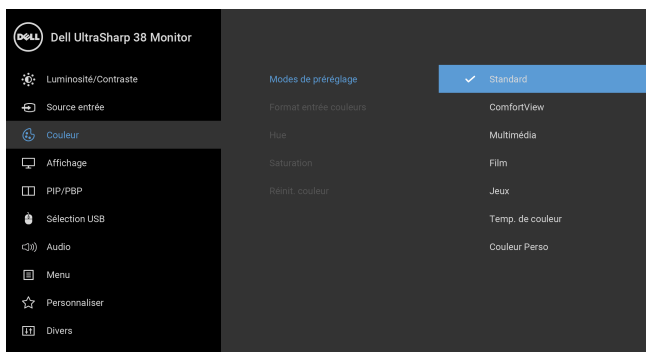 DELL Dell UltraSharp 38 Monitor
Luminosité/Contraste Modes de préréglage Standard
Source entrée Format entrée couleurs ComfortView
Couleur Hue Multimédia
Affichage Saturation Film
PIP/PBP Réinit. couleur Jeux
Sélection USB Temp. de couleur
Audio Couleur Perso
Menu
Personnaliser
Divers